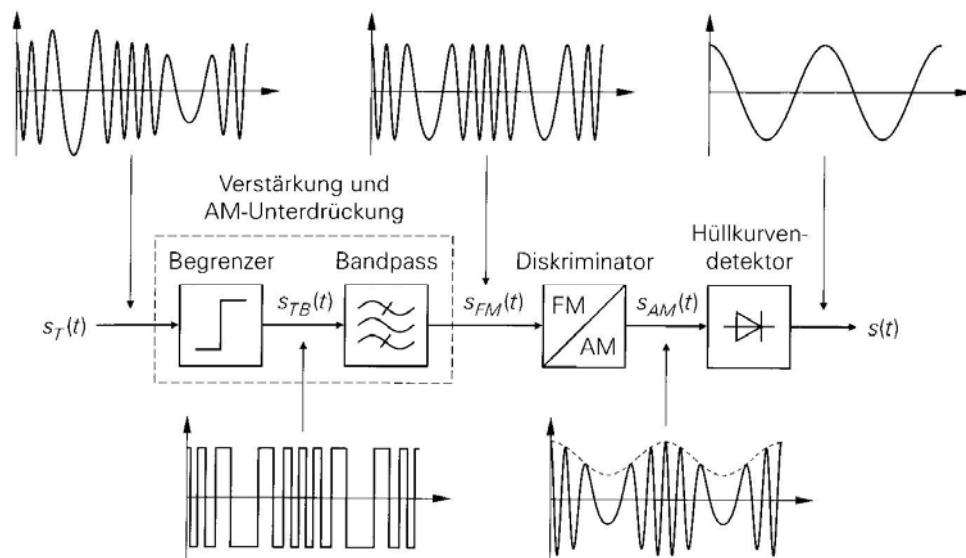 Verstärkung und
AM-Unterdrückung
Begrenzer
Bandpass
Diskriminator
Hüllkurven-
detektor
s_T(t)
s_TB(t)
s_FM(t)
FM
AM
s_AM(t)
s(t)